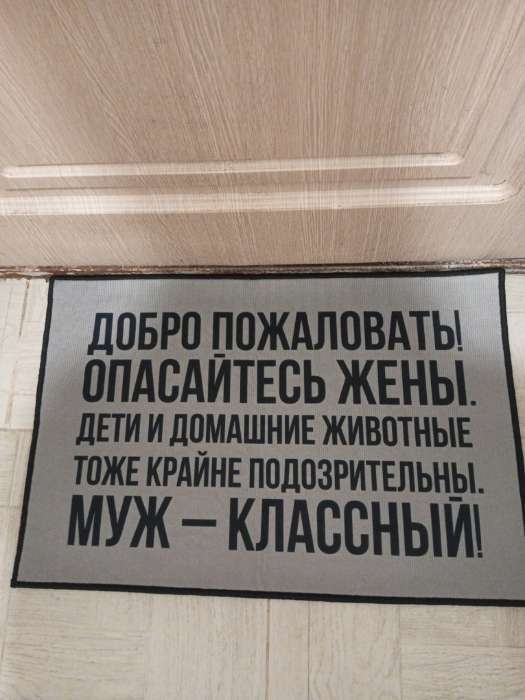 ДОБРО ПОЖАЛОВАТЬ!
ОПАСАЙТЕСЬ ЖЕНЫ.
ДЕТИ И ДОМАШНИЕ ЖИВОТНЫЕ
ТОЖЕ КРАЙНЕ ПОДОЗРИТЕЛЬНЫ.
МУЖ – КЛАССНЫЙ!